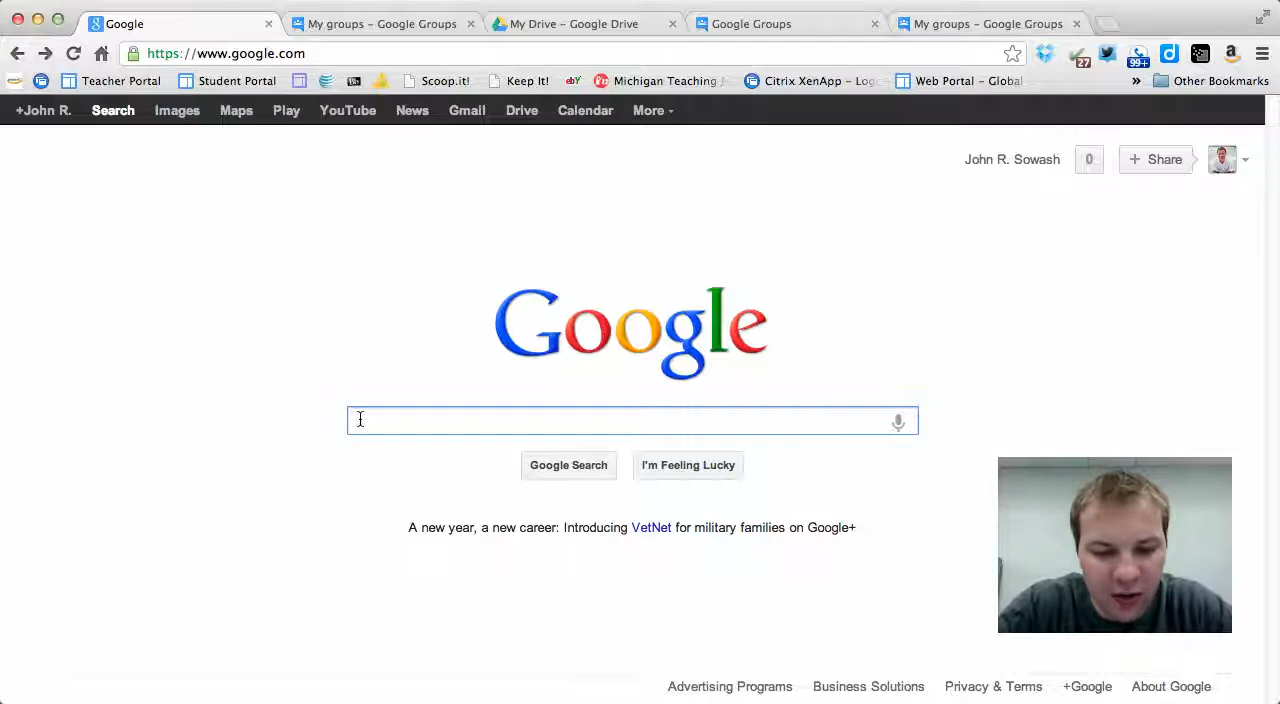 Google
My groups – Google Groups
My Drive – Google Drive
Google Groups
My groups – Google Groups
https://www.google.com
27
99+
Teacher Portal
Student Portal
Scoop.it!
Keep It!
ebY
Michigan Teaching
Citrix XenApp – Log
Web Portal – Global
»
Other Bookmarks
+John R. Search Images Maps Play YouTube News Gmail Drive Calendar More
John R. Sowash 0 + Share
Google
Google Search I'm Feeling Lucky
A new year, a new career: Introducing VetNet for military families on Google+
Advertising Programs Business Solutions Privacy & Terms +Google About Google